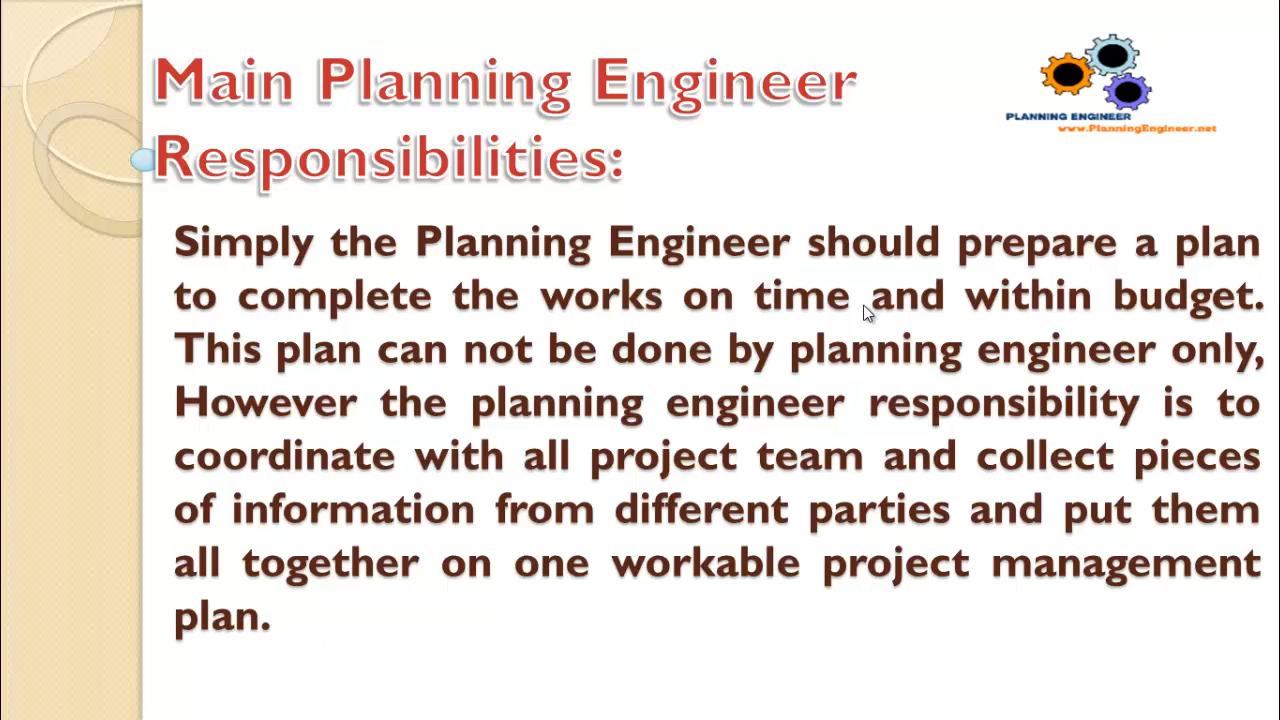 Main Planning Engineer
Responsibilities:
PLANNING ENGINEER
www.PlanningEngineer.net
Simply the Planning Engineer should prepare a plan
to complete the works on time and within budget.
This plan can not be done by planning engineer only,
However the planning engineer responsibility is to
coordinate with all project team and collect pieces
of information from different parties and put them
all together on one workable project management
plan.